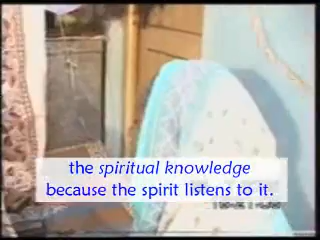 the spiritual knowledge
because the spirit listens to it.